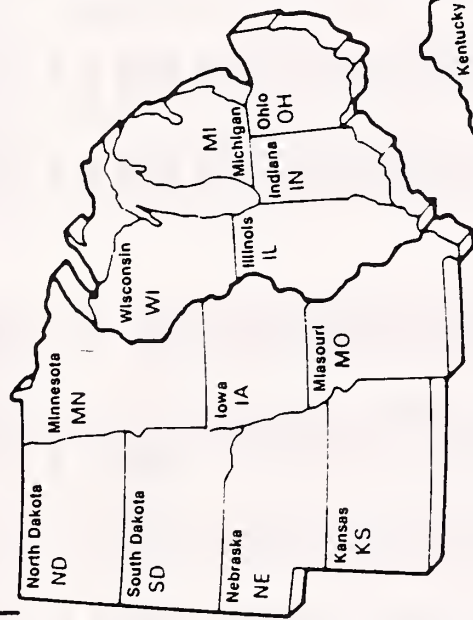 North Dakota
ND
Minnesota
MN
South Dakota
SD
Wisconsin
WI
MI
Michigan
Nebraska
NE
Iowa
IA
Illinois
IL
Indiana
IN
Ohio
OH
Kansas
KS
Missouri
MO
Kentucky